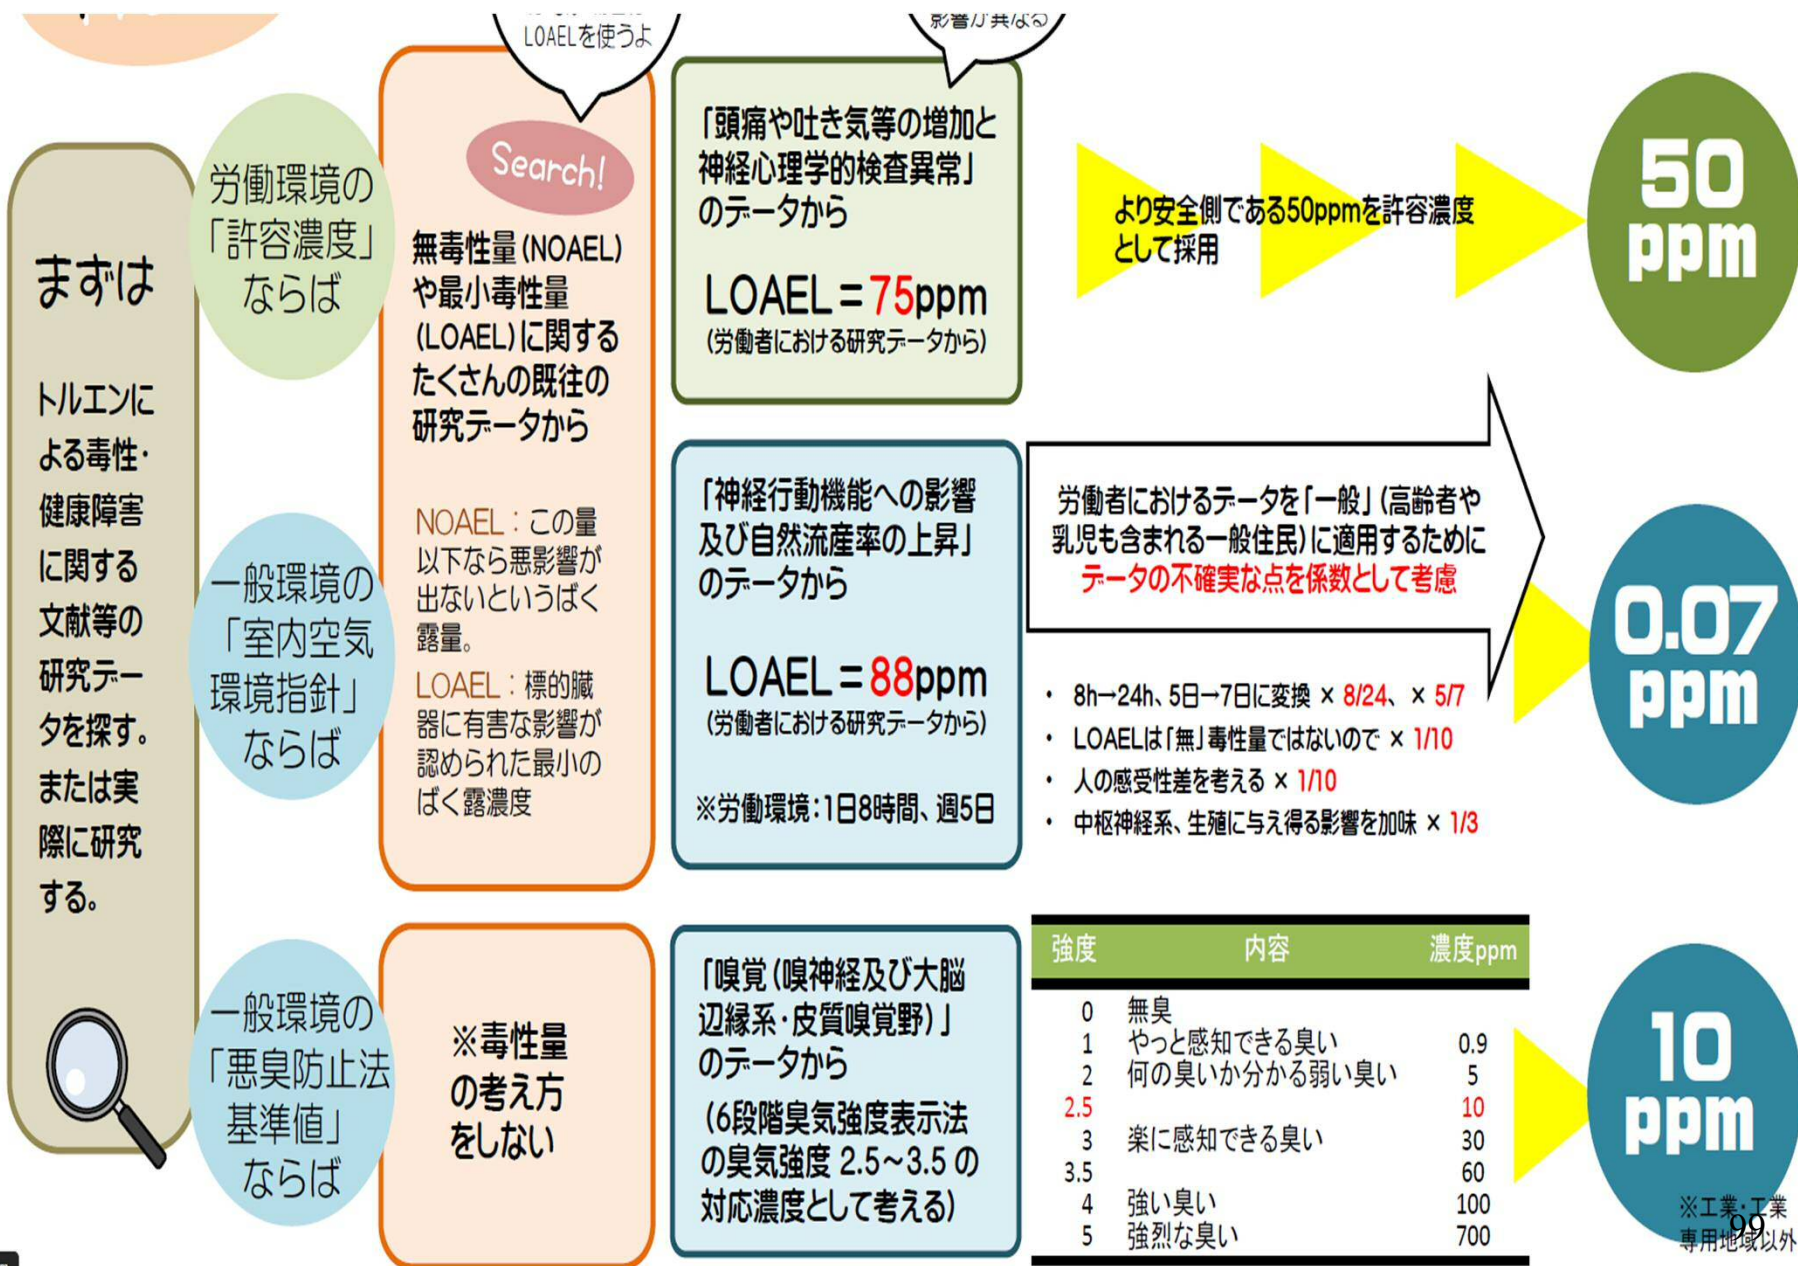 LOAELを使うよ
影響が異なる
まずは
トルエンに
よる毒性・
健康障害
に関する
文献等の
研究デー
タを探す。
または実
際に研究
する。
労働環境の
「許容濃度」
ならば
一般環境の
「室内空気
環境指針」
ならば
一般環境の
「悪臭防止法
基準値」
ならば
Search!
無毒性量(NOAEL)
や最小毒性量
(LOAEL)に関する
たくさんの既往の
研究データから
NOAEL：この量
以下なら悪影響が
出ないというばく
露量。
LOAEL：標的臓
器に有害な影響が
認められた最小の
ばく露濃度
※毒性量
の考え方
をしない
「頭痛や吐き気等の増加と
神経心理学的検査異常」
のデータから
LOAEL＝75ppm
(労働者における研究データから)
より安全側である50ppmを許容濃度
として採用
50
ppm
「神経行動機能への影響
及び自然流産率の上昇」
のデータから
LOAEL＝88ppm
(労働者における研究データから)
※労働環境：1日8時間、週5日
労働者におけるデータを「一般」(高齢者や
乳児も含まれる一般住民)に適用するために
データの不確実な点を係数として考慮
・ 8h→24h、5日→7日に変換 × 8/24、× 5/7
・ LOAELは「無」毒性量ではないので × 1/10
・ 人の感受性差を考える × 1/10
・ 中枢神経系、生殖に与え得る影響を加味 × 1/3
0.07
ppm
「嗅覚(嗅神経及び大脳
辺縁系・皮質嗅覚野)」
のデータから
(6段階臭気強度表示法
の臭気強度 2.5～3.5 の
対応濃度として考える)
強度 内容 濃度ppm
0 無臭
1 やっと感知できる臭い 0.9
2 何の臭いか分かる弱い臭い 5
2.5 10
3 楽に感知できる臭い 30
3.5 60
4 強い臭い 100
5 強烈な臭い 700
10
ppm
※工業・工業
専用地域以外
99